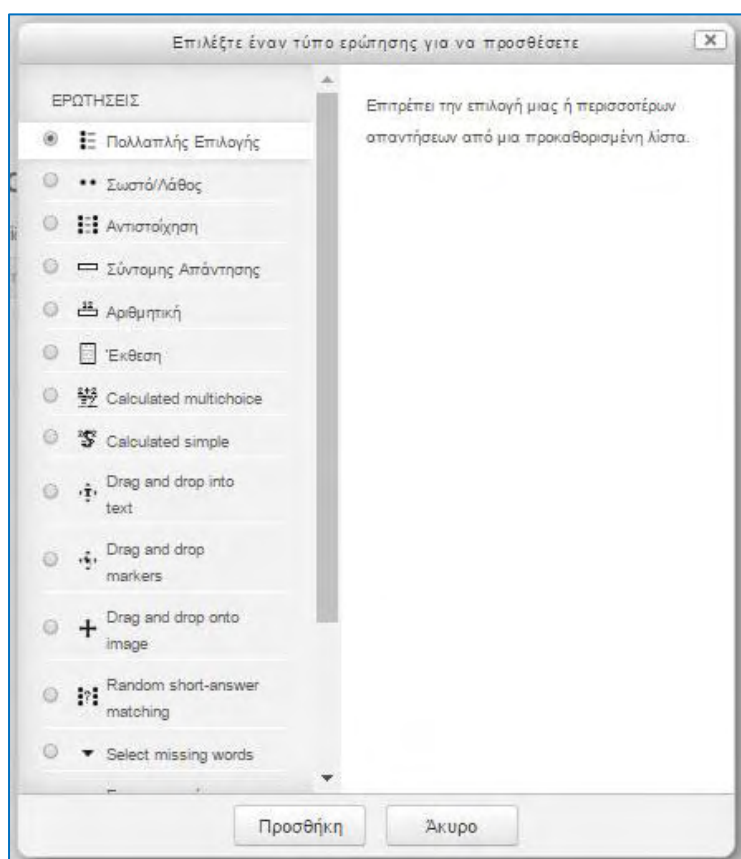 Επιλέξτε έναν τύπο ερώτησης για να προσθέσετε
ΕΡΩΤΗΣΕΙΣ
Πολλαπλής Επιλογής
Σωστό/Λάθος
Αντιστοίχηση
Σύντομης Απάντησης
Αριθμητική
Έκθεση
Calculated multichoice
Calculated simple
Drag and drop into
text
Drag and drop
markers
Drag and drop onto
image
Random short-answer
matching
Select missing words
Επιτρέπει την επιλογή μιας ή περισσοτέρων
απαντήσεων από μια προκαθορισμένη λίστα.
Προσθήκη
Άκυρο